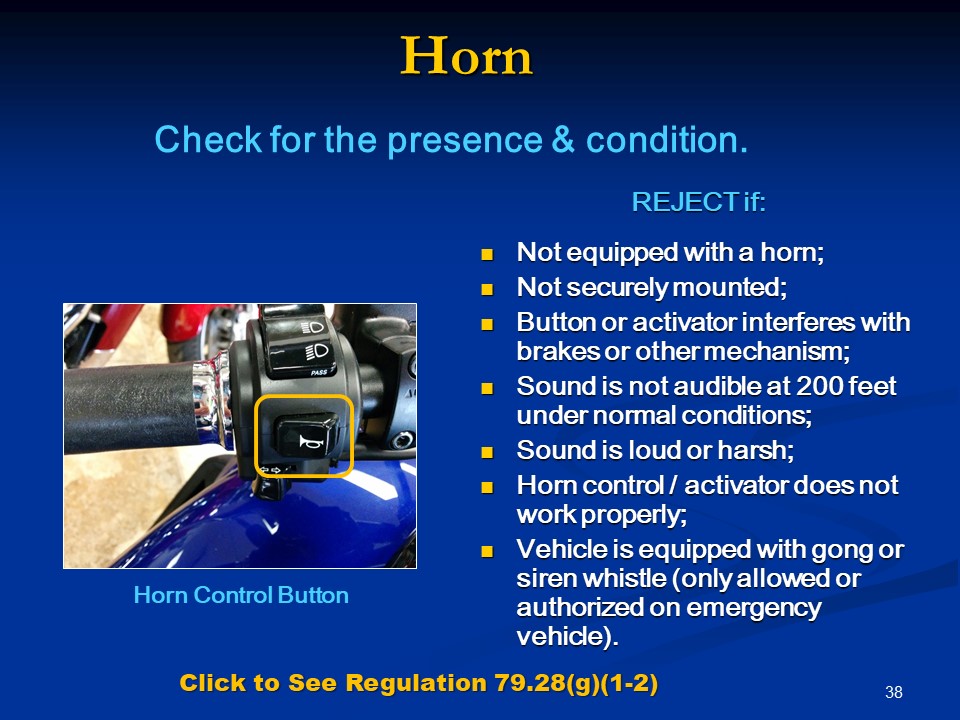 Horn
Check for the presence & condition.
REJECT if:
Not equipped with a horn;
Not securely mounted;
Button or activator interferes with
brakes or other mechanism;
Sound is not audible at 200 feet
under normal conditions;
Sound is loud or harsh;
Horn control / activator does not
work properly;
Vehicle is equipped with gong or
siren whistle (only allowed or
authorized on emergency
vehicle).
PASS
Horn Control Button
Click to See Regulation 79.28(g)(1-2)
38